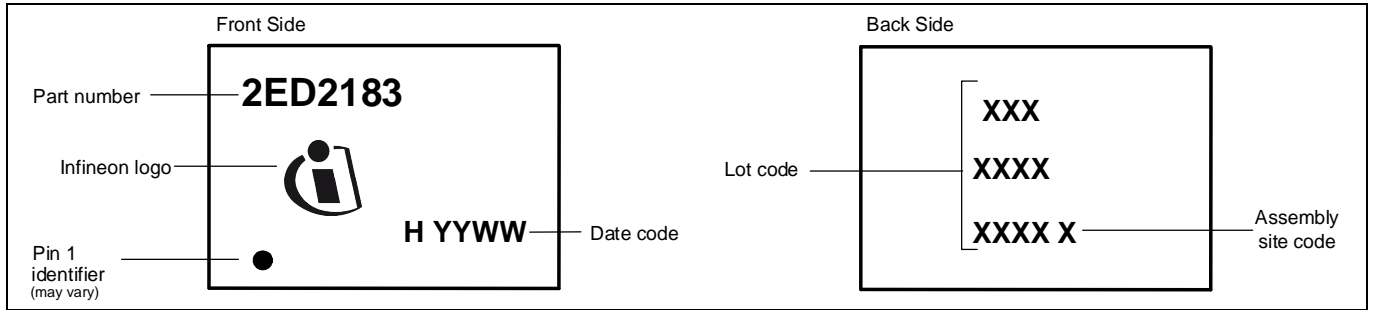 Front Side
Part number
2ED2183
Infineon logo
H YYWW
Date code
Pin 1
identifier
(may vary)
Back Side
XXX
Lot code
XXXX
XXXX X
Assembly
site code